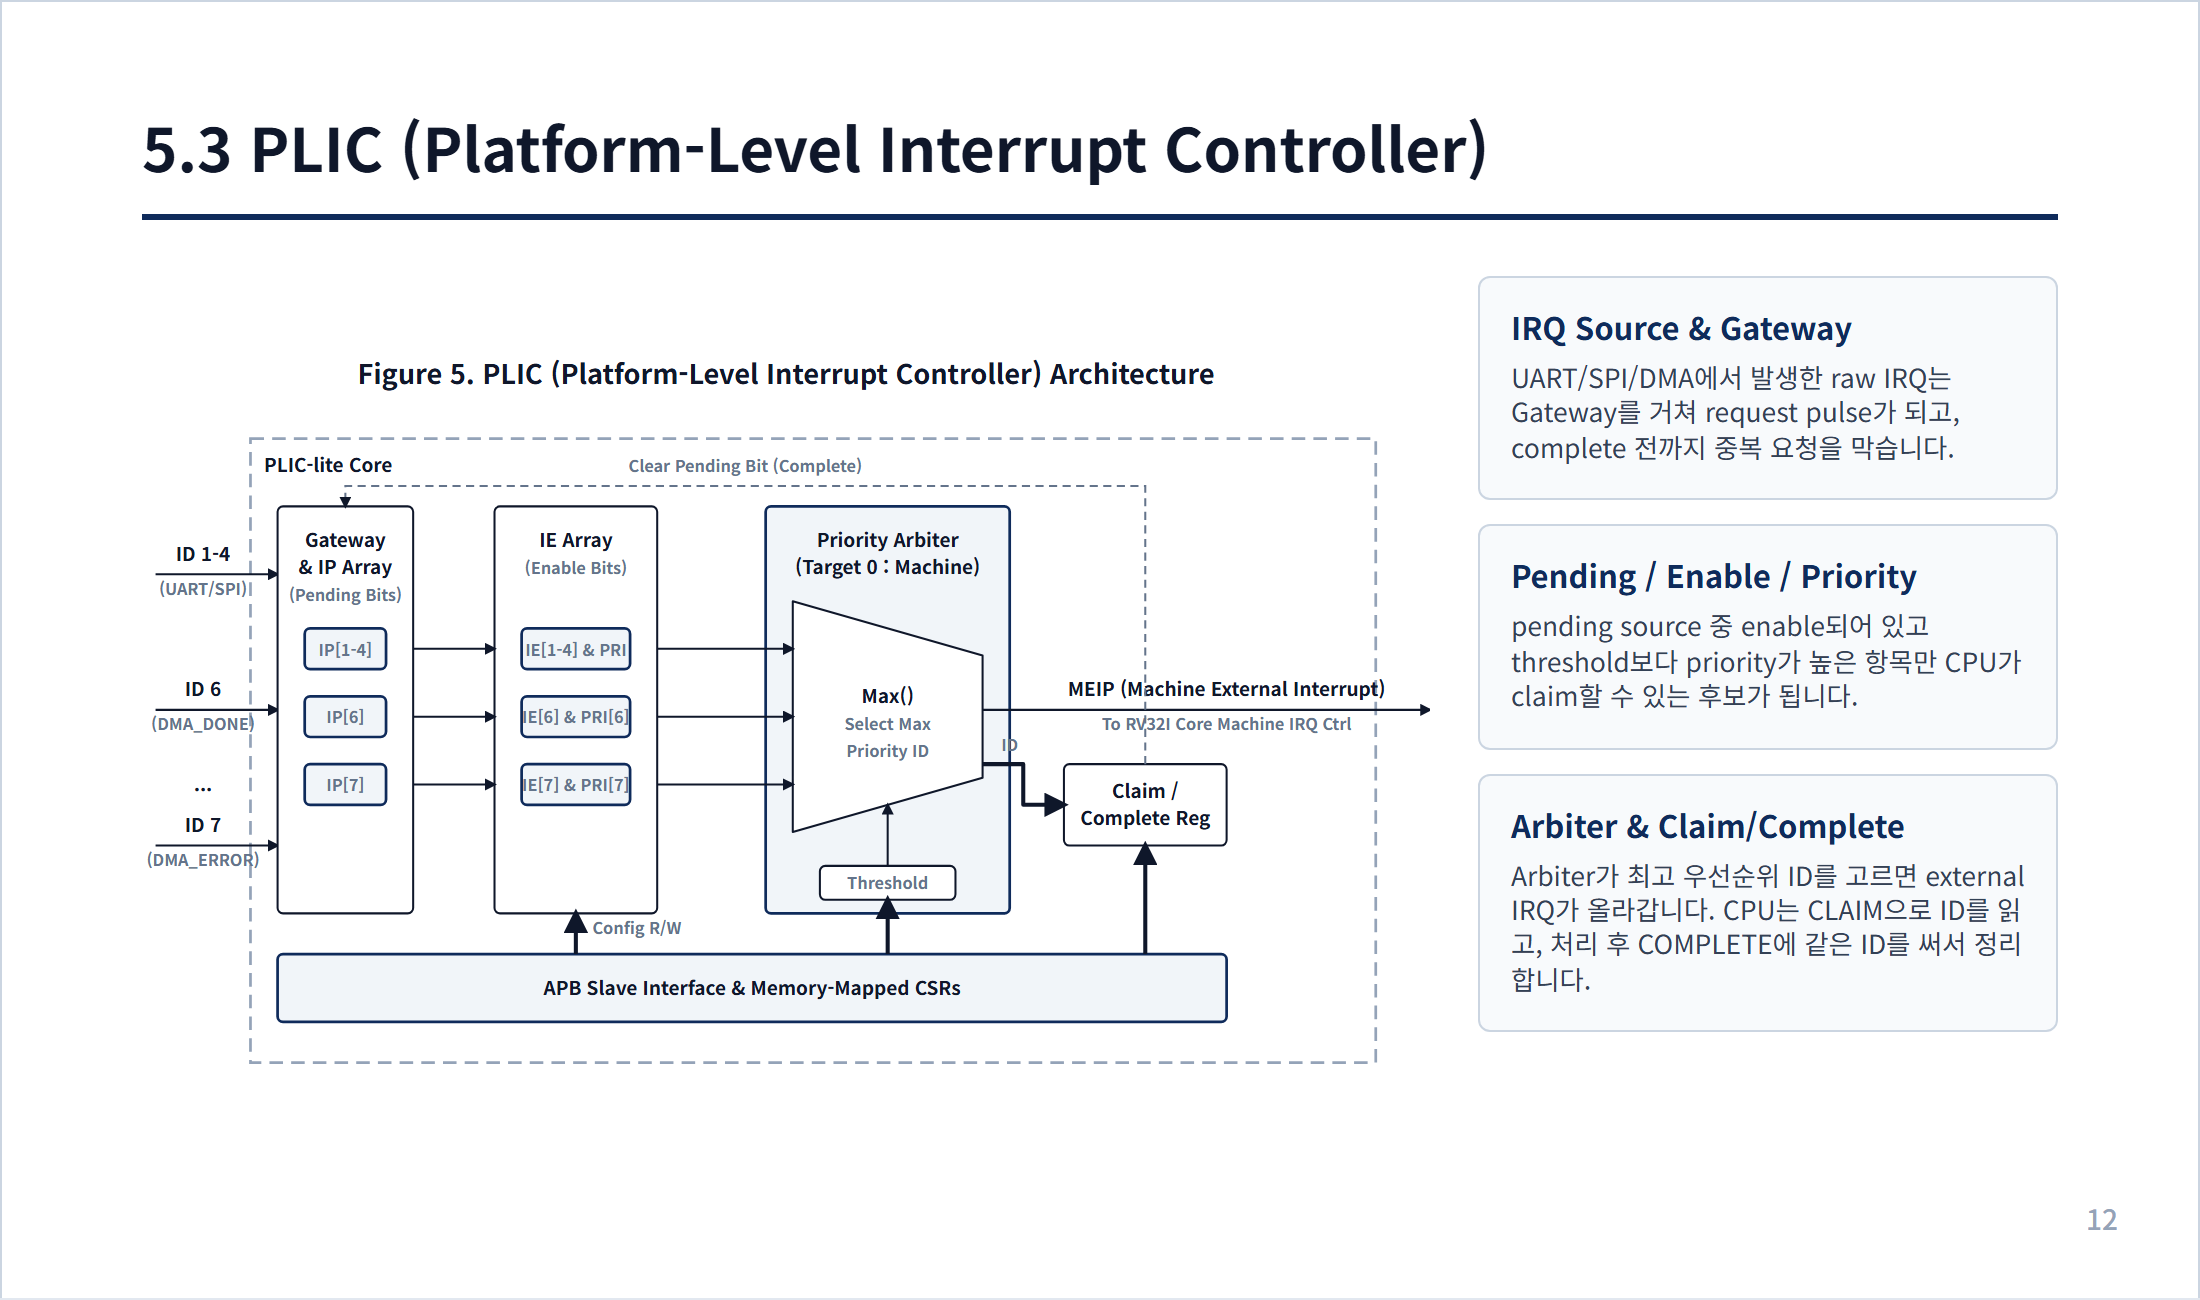 5.3 PLIC (Platform-Level Interrupt Controller)
Figure 5. PLIC (Platform-Level Interrupt Controller) Architecture
PLIC-lite Core
Clear Pending Bit (Complete)
ID 1-4
(UART/SPI)
ID 6
(DMA_DONE)
...
ID 7
(DMA_ERROR)
Gateway
& IP Array
(Pending Bits)
IP[1-4]
IP[6]
IP[7]
IE Array
(Enable Bits)
IE[1-4] & PRI
IE[6] & PRI[6]
IE[7] & PRI[7]
Priority Arbiter
(Target 0 : Machine)
Max()
Select Max
Priority ID
Threshold
MEIP (Machine External Interrupt)
To RV32I Core Machine IRQ Ctrl
ID
Claim /
Complete Reg
Config R/W
APB Slave Interface & Memory-Mapped CSRs
IRQ Source & Gateway
UART/SPI/DMA에서 발생한 raw IRQ는
Gateway를 거쳐 request pulse가 되고,
complete 전까지 중복 요청을 막습니다.
Pending / Enable / Priority
pending source 중 enable되어 있고
threshold보다 priority가 높은 항목만 CPU가
claim할 수 있는 후보가 됩니다.
Arbiter & Claim/Complete
Arbiter가 최고 우선순위 ID를 고르면 external
IRQ가 올라갑니다. CPU는 CLAIM으로 ID를 읽
고, 처리 후 COMPLETE에 같은 ID를 써서 정리
합니다.
12